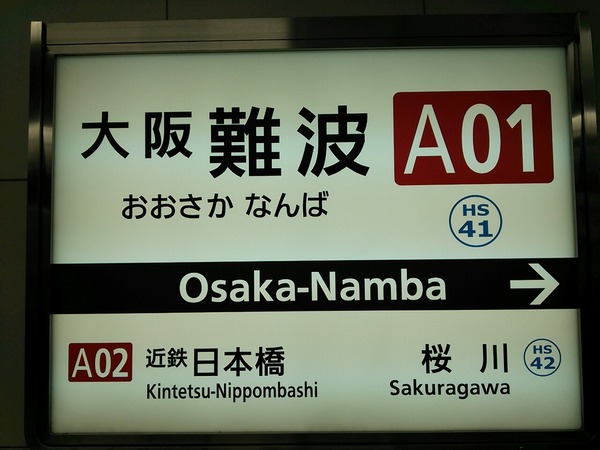 大阪 難波 A01
おおさか なんば
HS
41
Osaka-Namba →
A02 近鉄日本橋 桜川 HS 42
Kintetsu-Nippombashi Sakuragawa